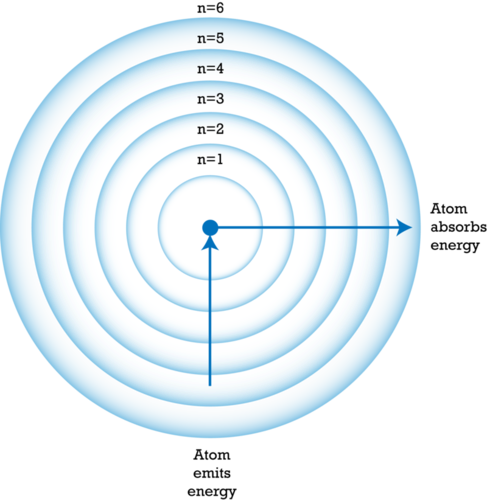 n=6
n=5
n=4
n=3
n=2
n=1
Atom
absorbs
energy
Atom
emits
energy